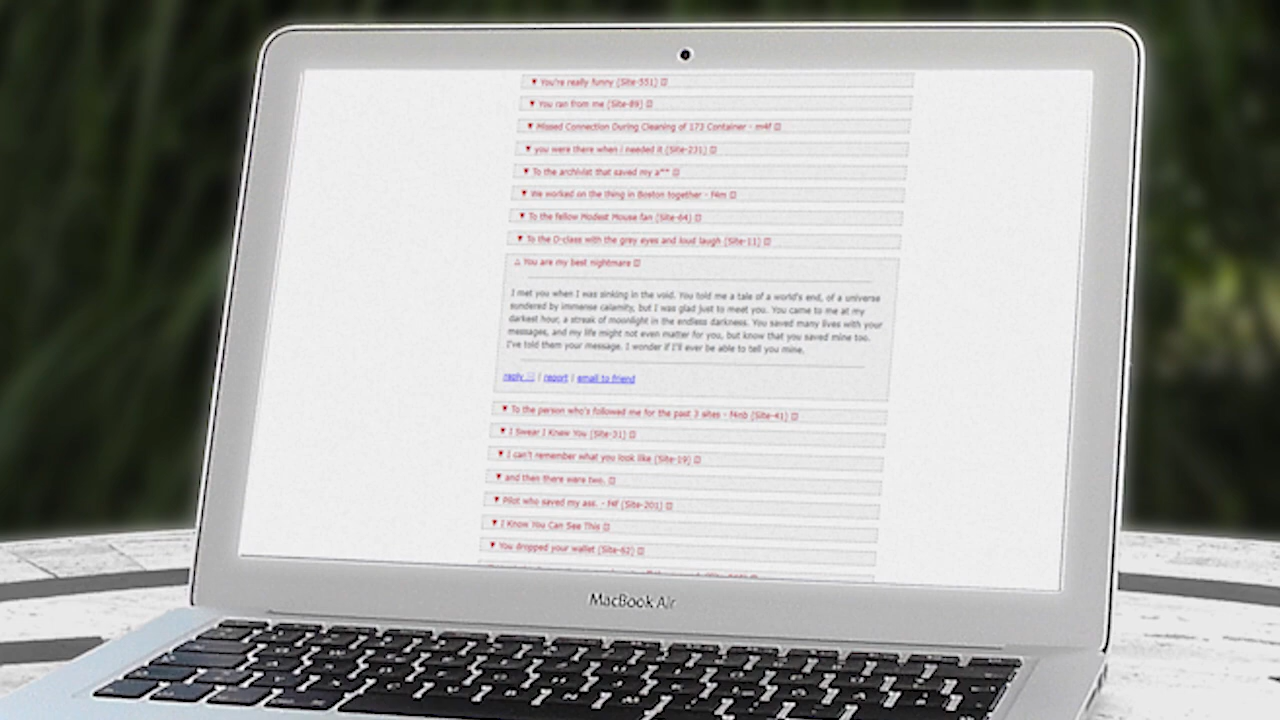 You're really funny (Site-551)
You ran from me (Site-89)
Missed Connection During Cleaning of 173 Container - m4f
you were there when i needed it (Site-231)
To the archivist that saved my a**
We worked on the thing in Boston together - f4m
To the fellow Modest Mouse fan (Site-64)
To the D-class with the grey eyes and loud laugh (Site-11)
You are my best nightmare
I met you when I was sinking in the void. You told me a tale of a world's end, of a universe
sundered by immense calamity, but I was glad just to meet you. You came to me at my
darkest hour, a streak of moonlight in the endless darkness. You saved many lives with your
messages, and my life might not even matter for you, but know that you saved mine too.
I've told them your message. I wonder if I'll ever be able to tell you mine.
reply | report | email to friend
To the person who's followed me for the past 3 sites - f4nb (Site-41)
I Swear I Knew You (Site-31)
I can't remember what you look like (Site-19)
and then there were two.
Pilot who saved my ass. - f4f (Site-201)
I Know You Can See This
You dropped your wallet (Site-62)
MacBook Air